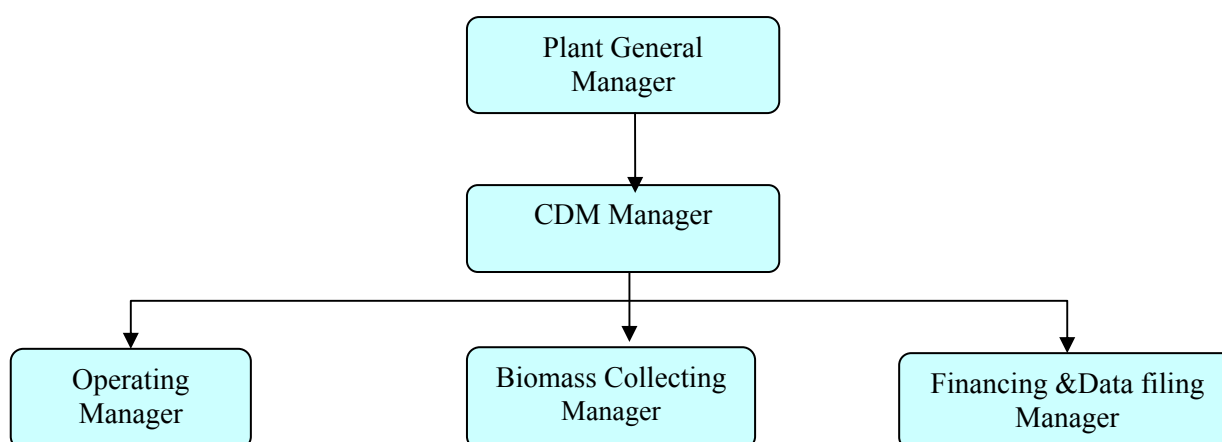 Plant General
Manager
CDM Manager
Operating
Manager
Biomass Collecting
Manager
Financing &Data filing
Manager